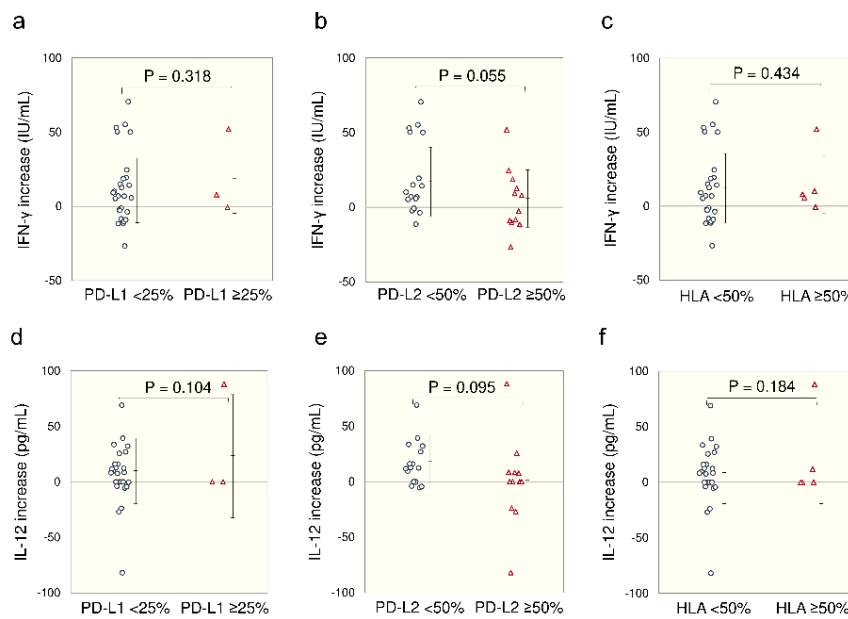 a
b
c
100
50
0
-50
IFN-γ increase (IU/mL)
P = 0.318
PD-L1 <25% PD-L1 ≥25%
100
50
0
-50
IFN-γ increase (IU/mL)
P = 0.055
PD-L2 <50% PD-L2 ≥50%
100
50
0
-50
IFN-γ increase (IU/mL)
P = 0.434
HLA <50% HLA ≥50%
d
e
f
100
50
0
-50
-100
IL-12 increase (pg/mL)
P = 0.104
PD-L1 <25% PD-L1 ≥25%
100
50
0
-50
-100
IL-12 increase (pg/mL)
P = 0.095
PD-L2 <50% PD-L2 ≥50%
100
50
0
-50
-100
IL-12 increase (pg/mL)
P = 0.184
HLA <50% HLA ≥50%